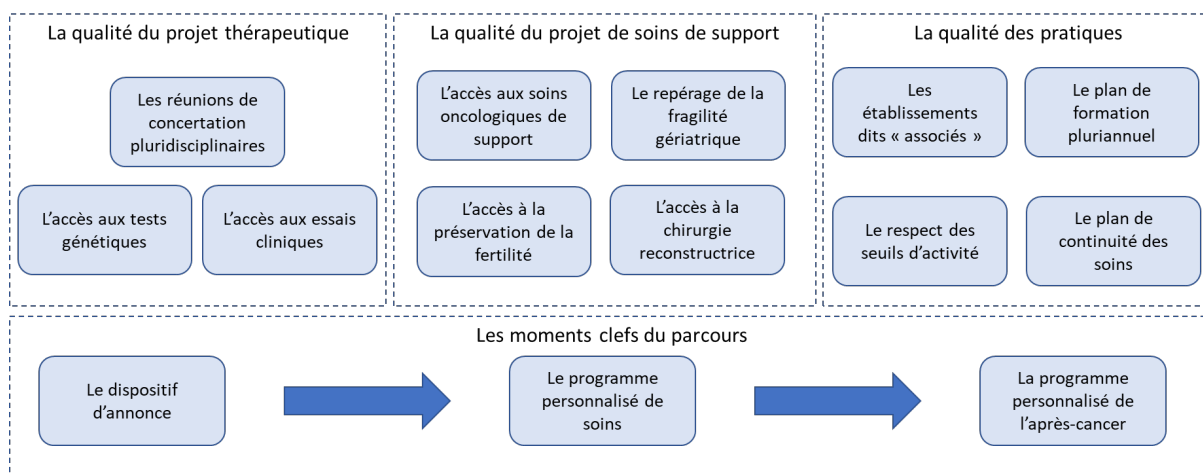 La qualité du projet thérapeutique
Les réunions de
concertation
pluridisciplinaires
L'accès aux tests
génétiques
L'accès aux essais
cliniques
La qualité du projet de soins de support
L'accès aux soins
oncologiques de
support
Le repérage de la
fragilité
gériatrique
L'accès à la
préservation de la
fertilité
L'accès à la
chirurgie
reconstructrice
La qualité des pratiques
Les
établissements
dits « associés »
Le plan de
formation
pluriannuel
Le respect des
seuils d'activité
Le plan de
continuité des
soins
Les moments clefs du parcours
Le dispositif
d'annonce
Le programme
personnalisé de
soins
La programme
personnalisé de
l'après-cancer